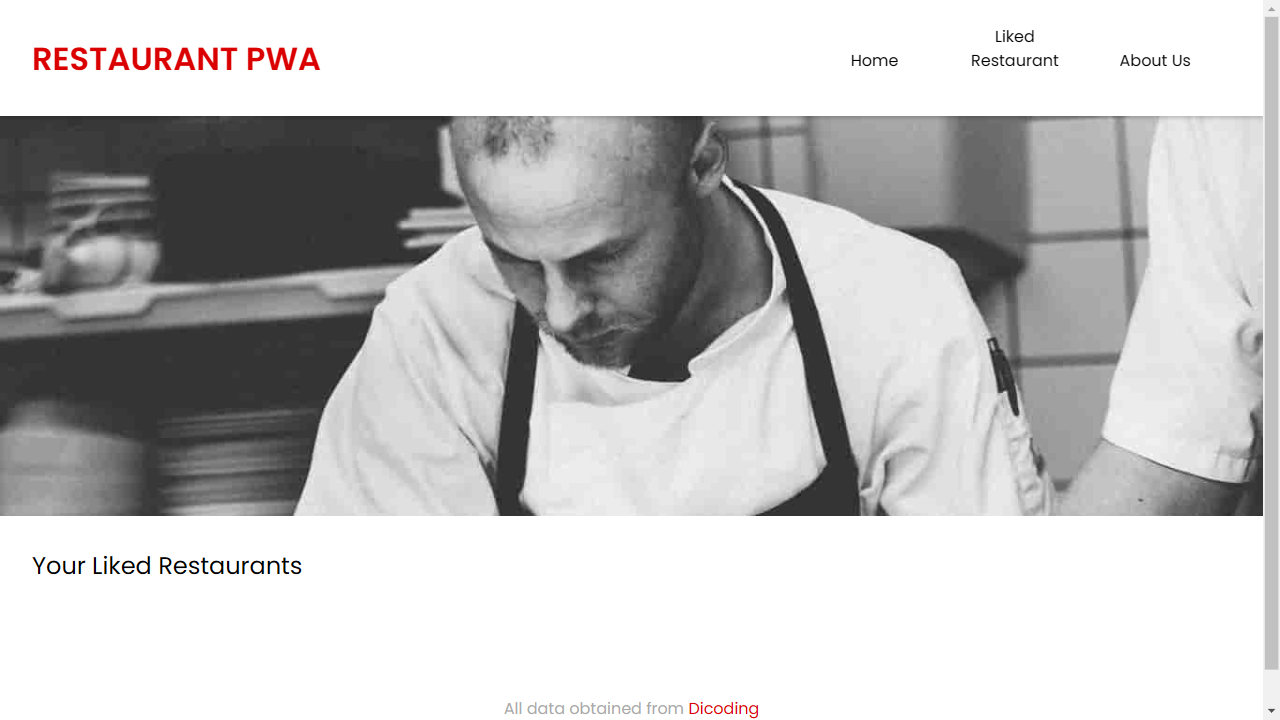 RESTAURANT PWA
Home
Liked
Restaurant
About Us
Your Liked Restaurants
All data obtained from Dicoding